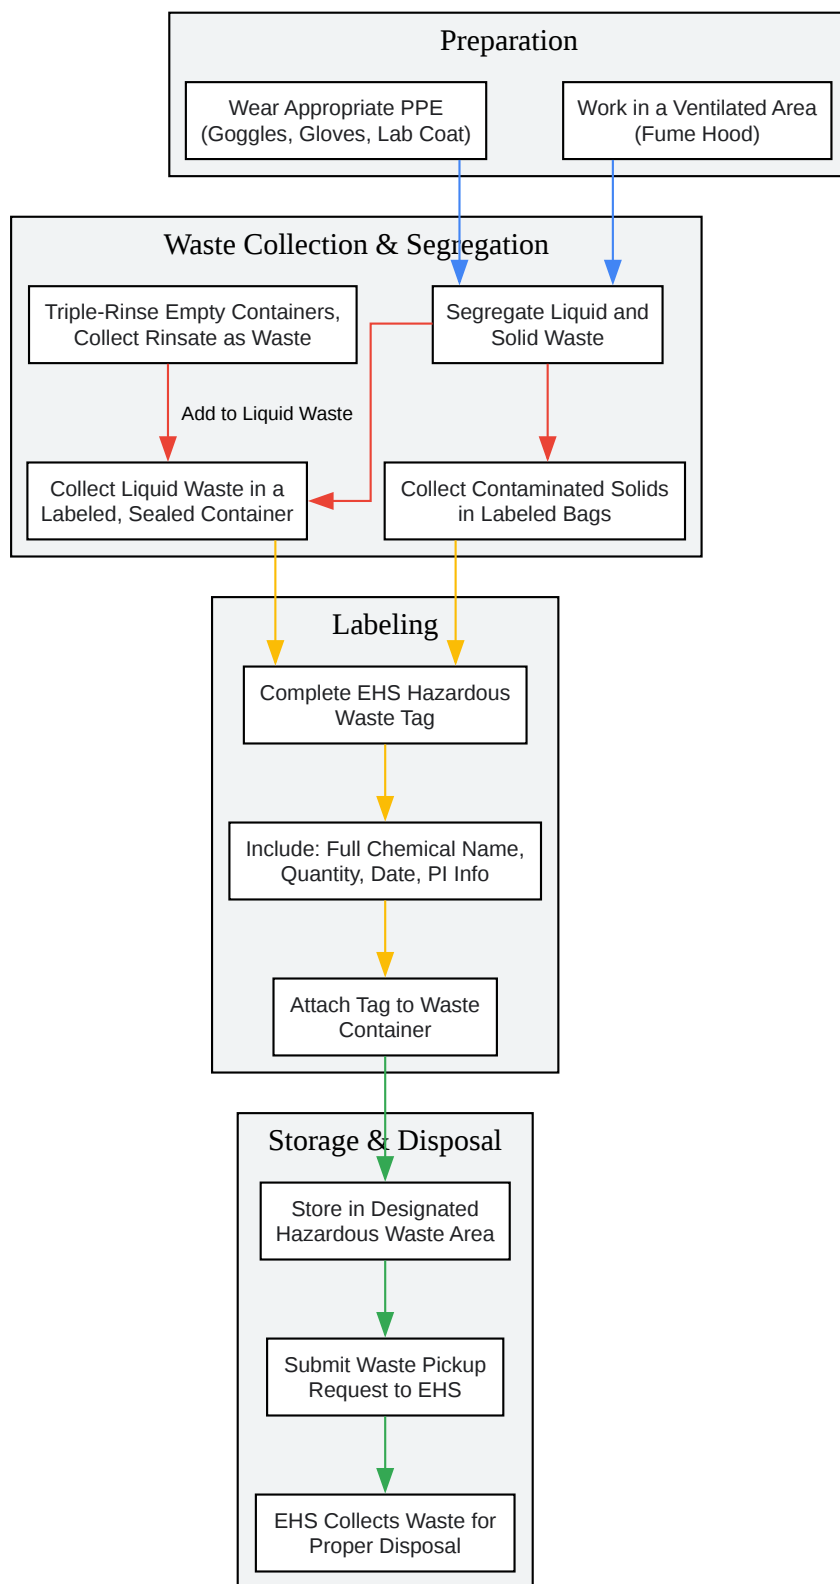 Preparation
Wear Appropriate PPE
(Goggles, Gloves, Lab Coat)
Work in a Ventilated Area
(Fume Hood)
Waste Collection & Segregation
Triple-Rinse Empty Containers,
Collect Rinsate as Waste
Segregate Liquid and
Solid Waste
Add to Liquid Waste
Collect Liquid Waste in a
Labeled, Sealed Container
Collect Contaminated Solids
in Labeled Bags
Labeling
Complete EHS Hazardous
Waste Tag
Include: Full Chemical Name,
Quantity, Date, PI Info
Attach Tag to Waste
Container
Storage & Disposal
Store in Designated
Hazardous Waste Area
Submit Waste Pickup
Request to EHS
EHS Collects Waste for
Proper Disposal